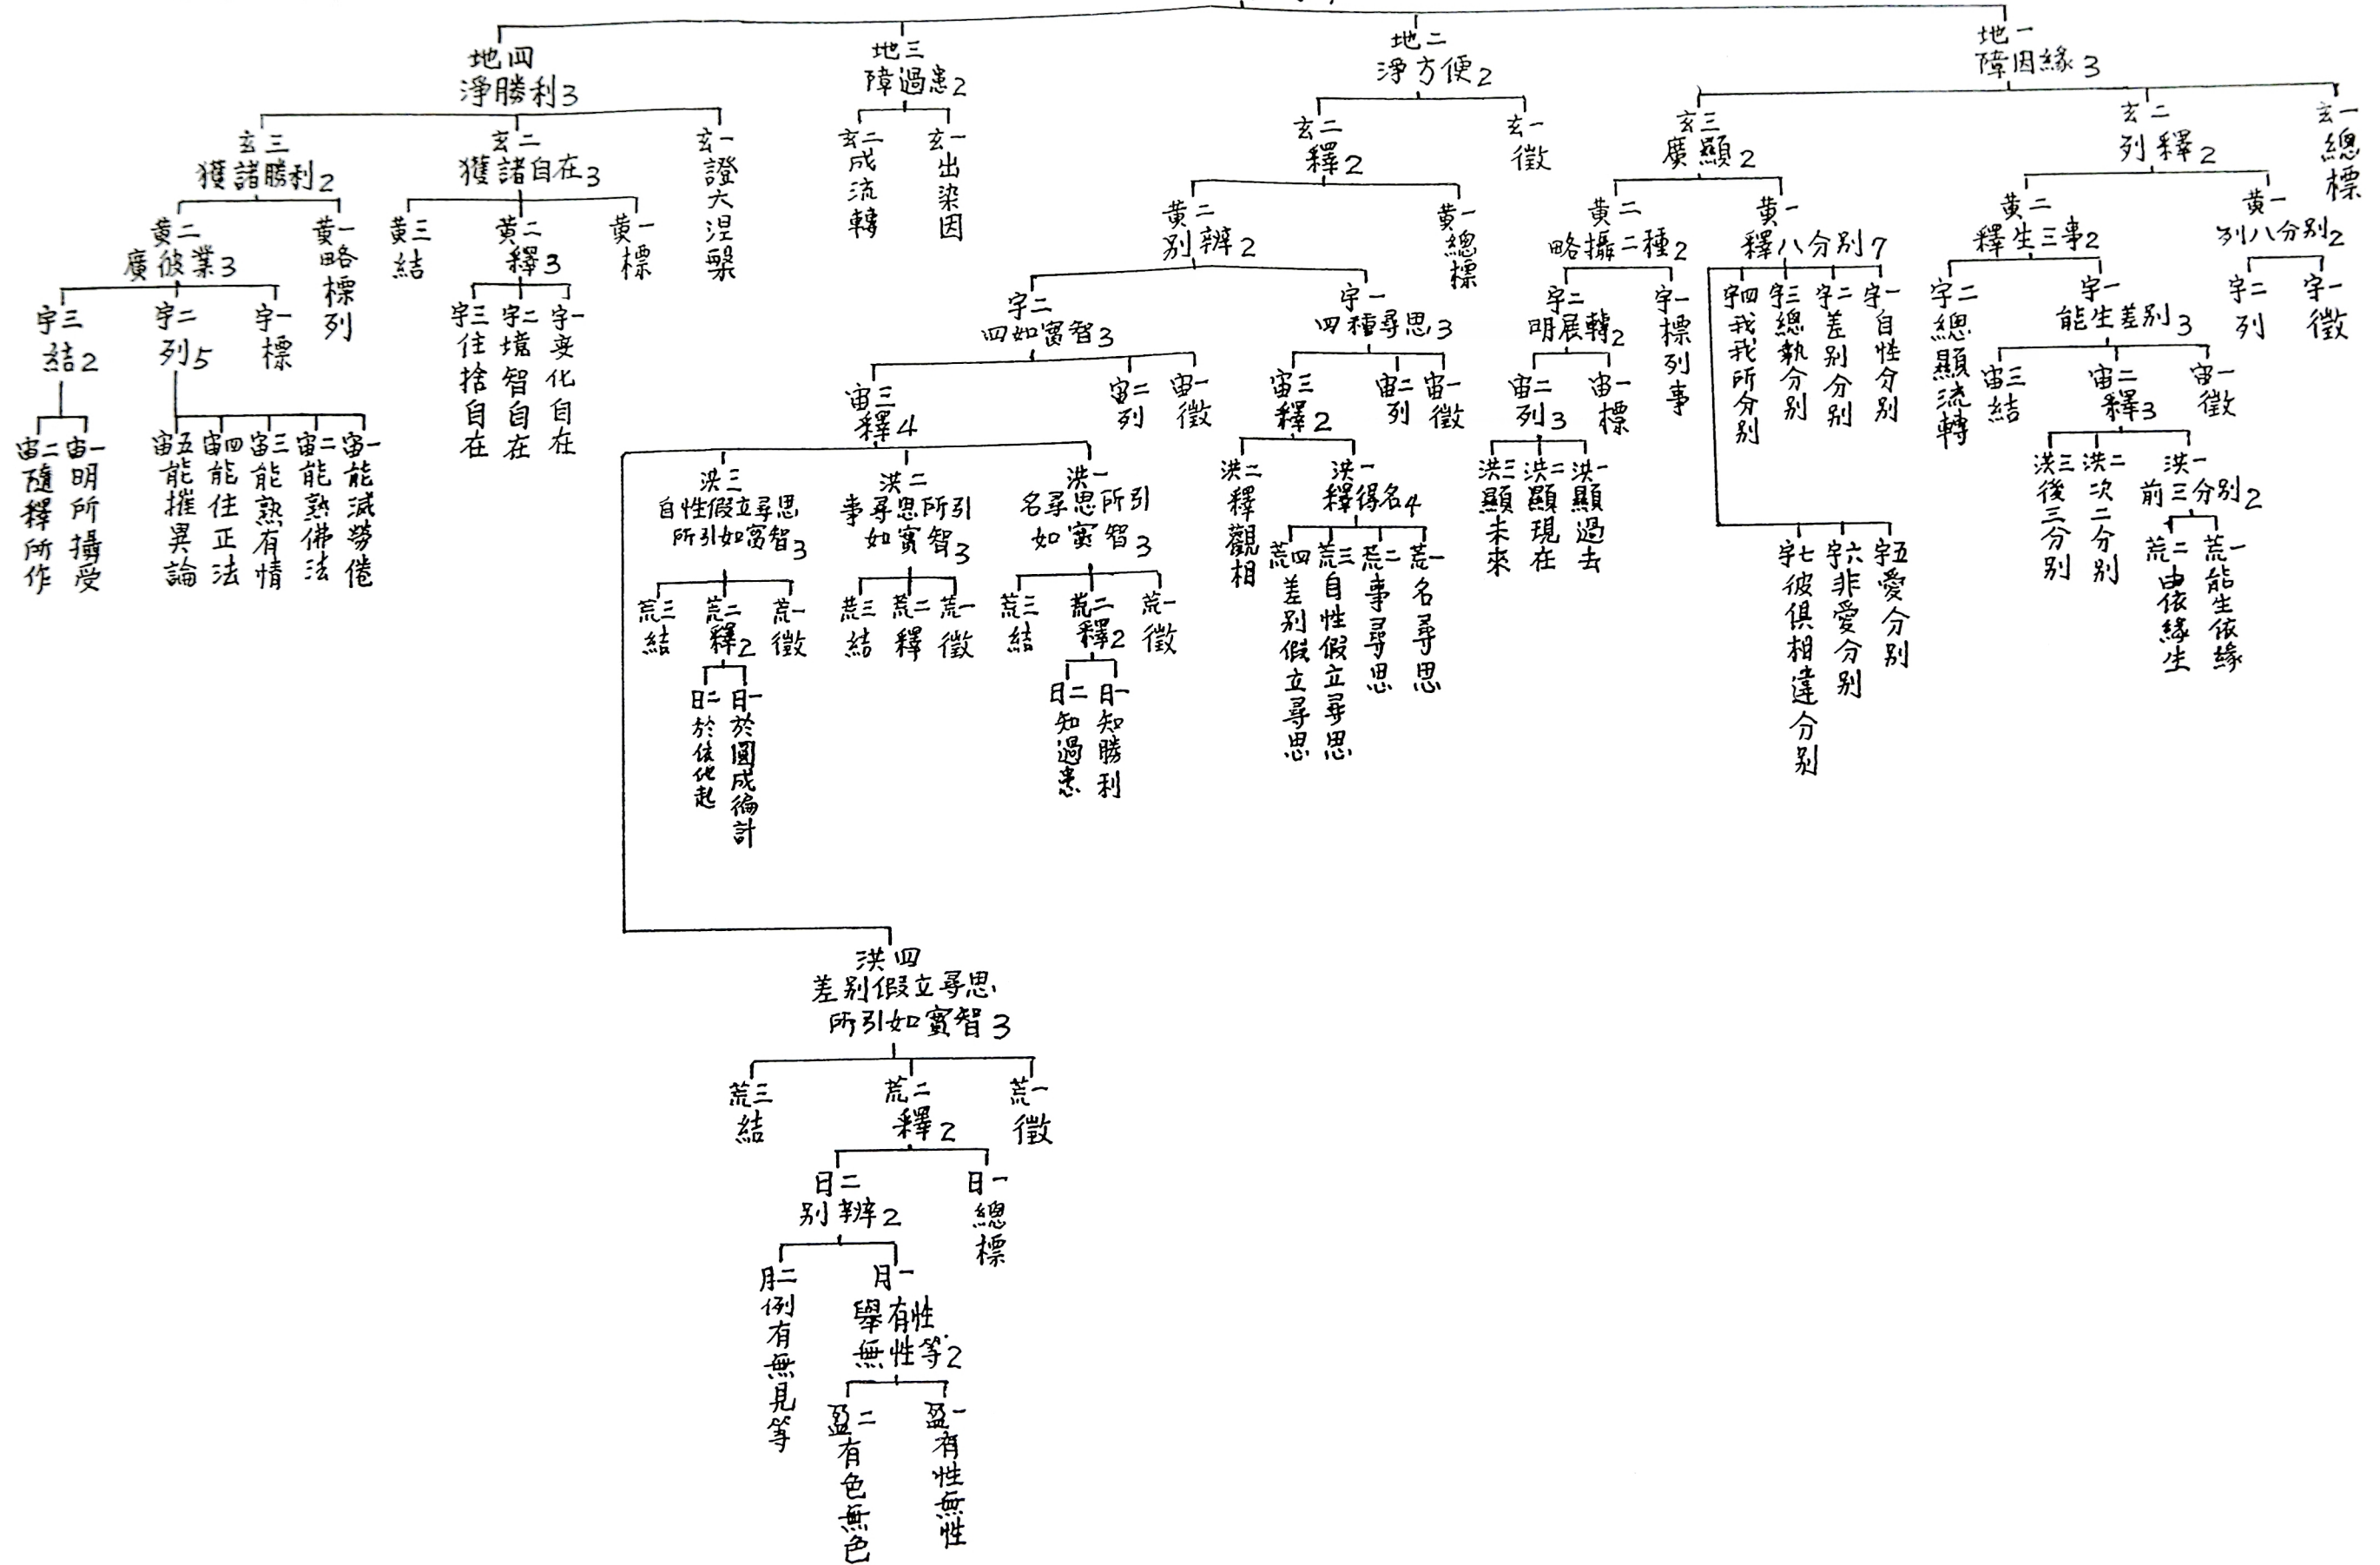 地一
障因緣3
玄一
總標
玄二
列釋2
黃一
列八分別2
宇一
徵
宇二
列
黃二
釋生三事2
宇一
能生差別3
宙一
徵
宙二
釋3
洪一
前三分別2
荒一
能生依緣
荒二
由依緣生
洪二
次二分別
洪三
後三分別
宙三
結
宇二
總顯流轉
玄三
廣顯2
黃一
釋八分別7
宇一
自性分別
宇二
差別分別
宇三
總執分別
宇四
我我所分別
宇五
愛分別
宇六
非愛分別
宇七
彼俱相違分別
黃二
略攝二種2
宇一
標列事
宇二
明展轉2
宙一
標
宙二
列3
洪一
顯過去
洪二
顯現在
洪三
顯未來
地二
淨方便2
玄一
徵
玄二
釋2
黃一
總標
黃二
別辨2
宇一
四種尋思3
宙一
徵
宙二
列
宙三
釋2
洪一
釋得名4
荒一
名尋思
荒二
事尋思
荒三
自性假立尋思
荒四
差別假立尋思
洪二
釋觀相
宇二
四如實智3
宙一
徵
宙二
列
宙三
釋4
洪一
名尋思所引
如實智3
荒一
徵
荒二
釋2
日一
知勝利
日二
知過患
荒三
結
洪二
事尋思所引
如實智3
荒一
徵
荒二
釋
荒三
結
洪三
自性假立尋思
所引如實智3
荒一
徵
荒二
釋2
日一
於圓成徧計
日二
於依他起
荒三
結
洪四
差別假立尋思
所引如實智3
荒一
徵
荒二
釋2
日一
總標
日二
別辨2
月一
舉有性
無性等2
盈一
有性無性
盈二
有色無色
月二
例有無見等
荒三
結
地三
障過患2
玄一
出染因
玄二
成流轉
地四
淨勝利3
玄一
證大涅槃
玄二
獲諸自在3
黃一
標
黃二
釋3
宇一
變化自在
宇二
境智自在
宇三
住捨自在
黃三
結
玄三
獲諸勝利2
黃一
略標列
黃二
廣彼業3
宇一
標
宇二
列5
宙一
能減勞倦
宙二
能熟佛法
宙三
能熟有情
宙四
能住正法
宙五
能摧異論
宇三
結2
宙一
明所攝受
宙二
隨釋所作